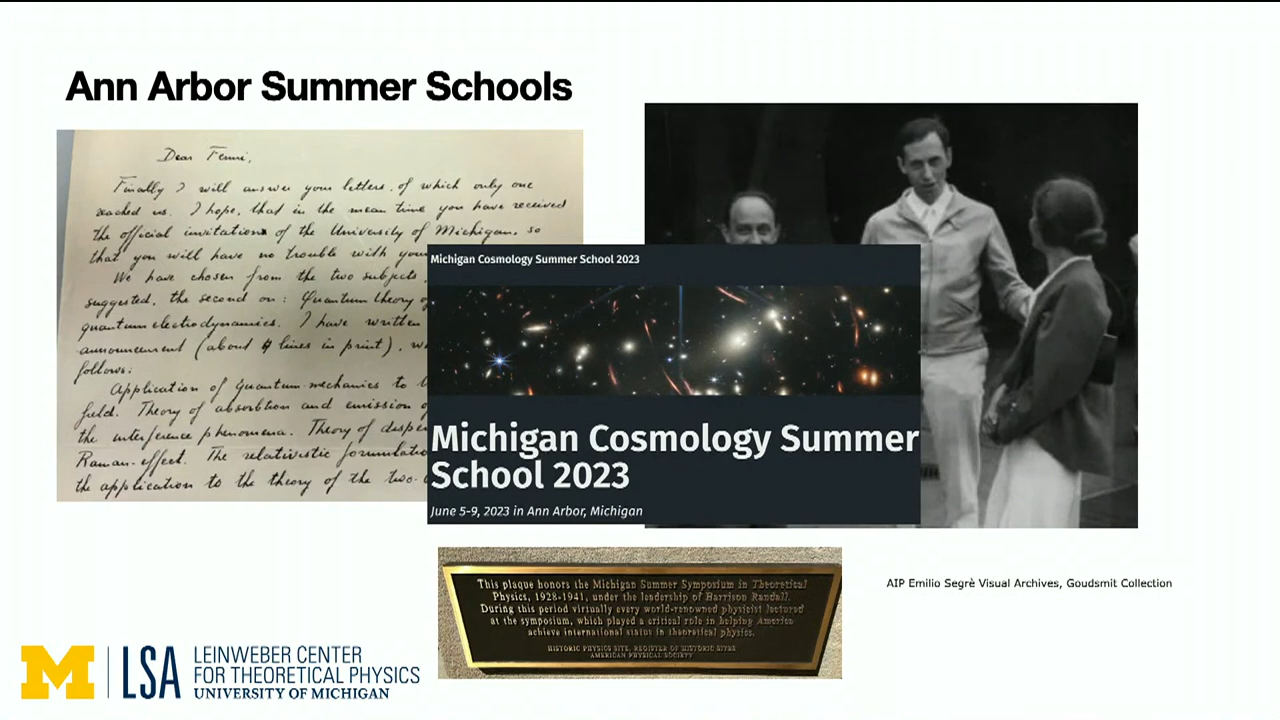 Ann Arbor Summer Schools
Dear Fermi,
Finally I will answer your letters, of which only one
reached us. I hope, that in the mean time you have received
the official invitations of the University of Michigan, so
that you will have no trouble with your
We have chosen from the two subjects
suggested, the second on: Quantum theory
quantumelectrodynamics. I have written
announcement (about 4 lines in print),
follows:
Application of Quantum-mechanics to
field. Theory of absorbtion and emission
the interference phenomena. Theory of
Raman-effect. The relativistic
the application to the theory of the two-
Michigan Cosmology Summer School 2023
Michigan Cosmology Summer
School 2023
June 5-9, 2023 in Ann Arbor, Michigan
This plaque honors the Michigan Summer Symposium in Theoretical
Physics, 1928-1941, under the leadership of Harrison Randall.
During this period virtually every world-renowned physicist lectured
at the symposium, which played a critical role in helping America
achieve international status in theoretical physics.
HISTORIC PHYSICS SITE, REGISTER OF HISTORIC SITES
AMERICAN PHYSICAL SOCIETY
AIP Emilio Segrè Visual Archives, Goudsmit Collection
M LSA
LEINWEBER CENTER
FOR THEORETICAL PHYSICS
UNIVERSITY OF MICHIGAN